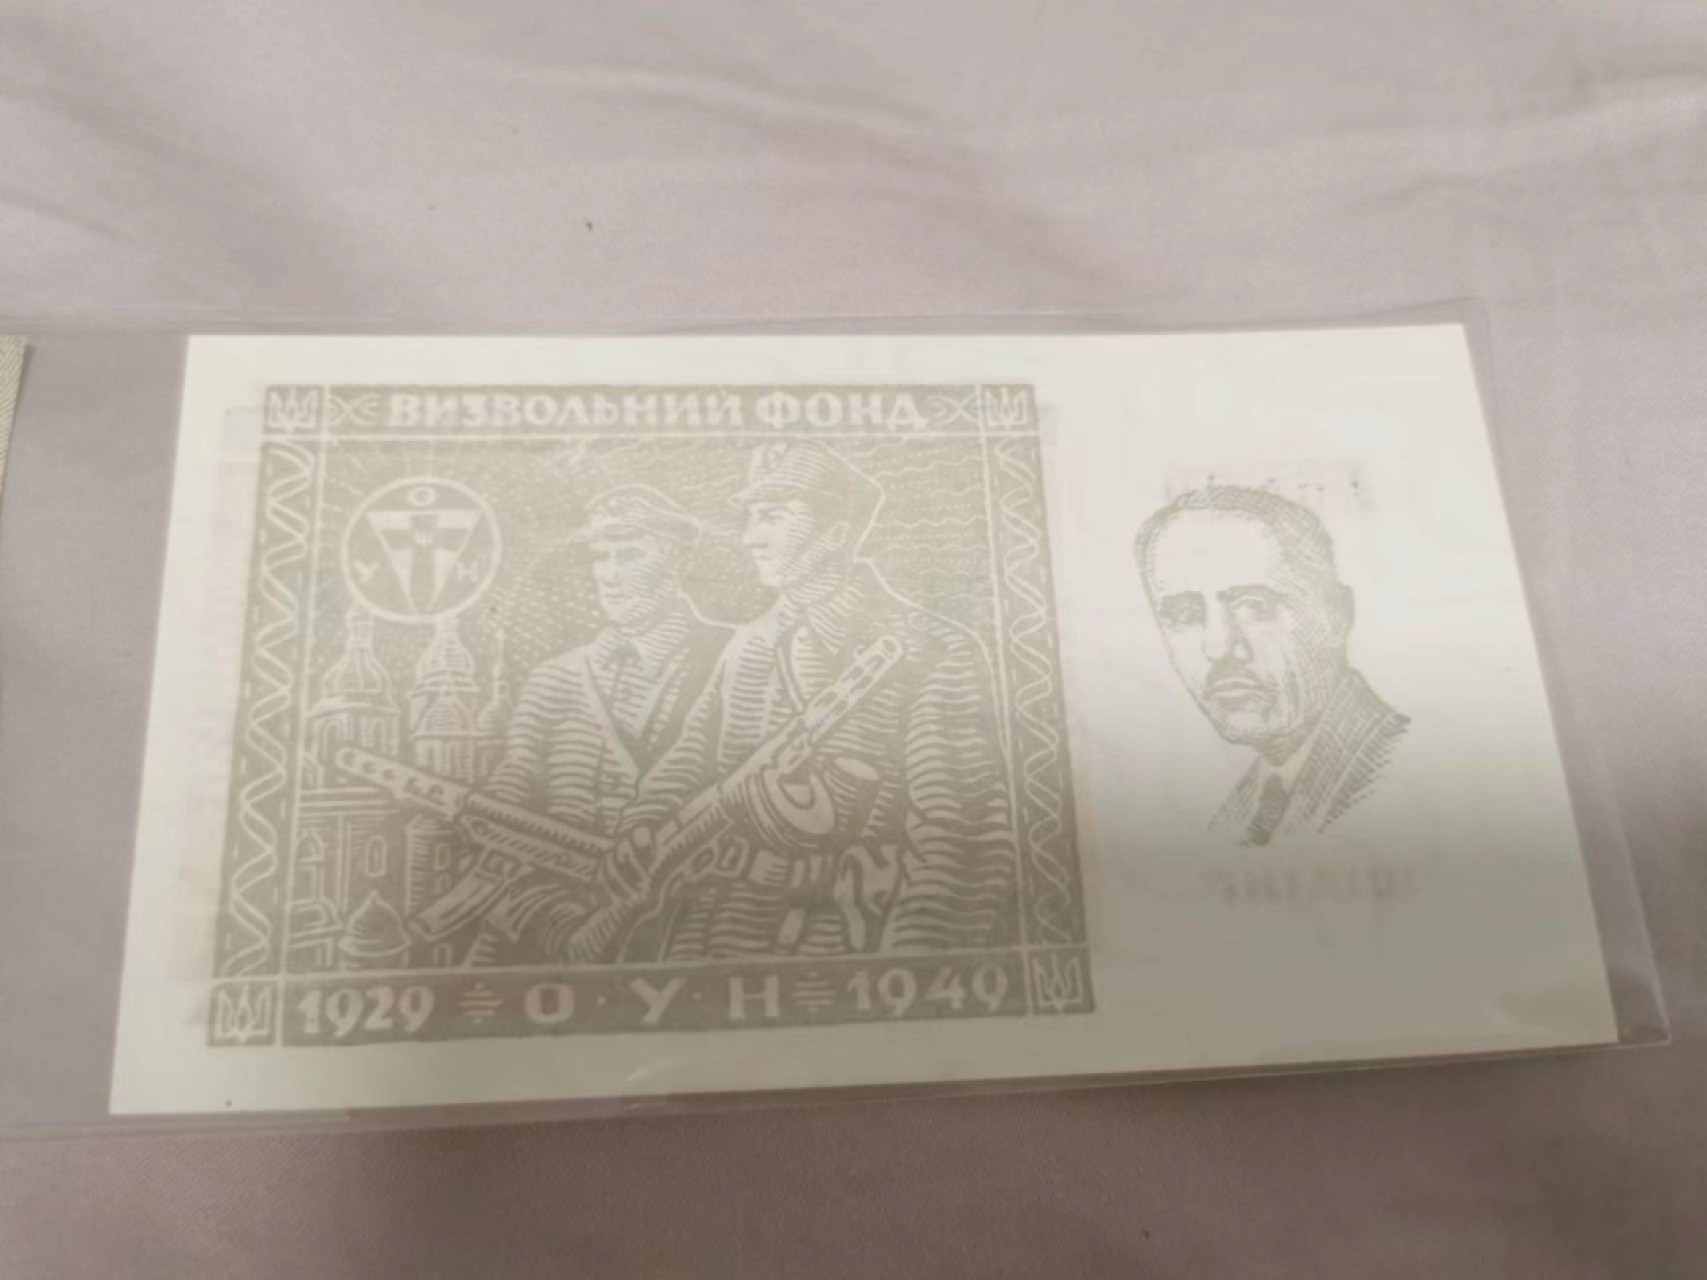 ВИЗВОЛЬНИЙ ФОНД
О
У Н
1929 О · У · Н 1949